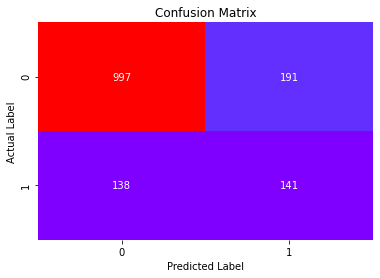 Confusion Matrix
Actual Label
0
997
191
1
138
141
0
1
Predicted Label